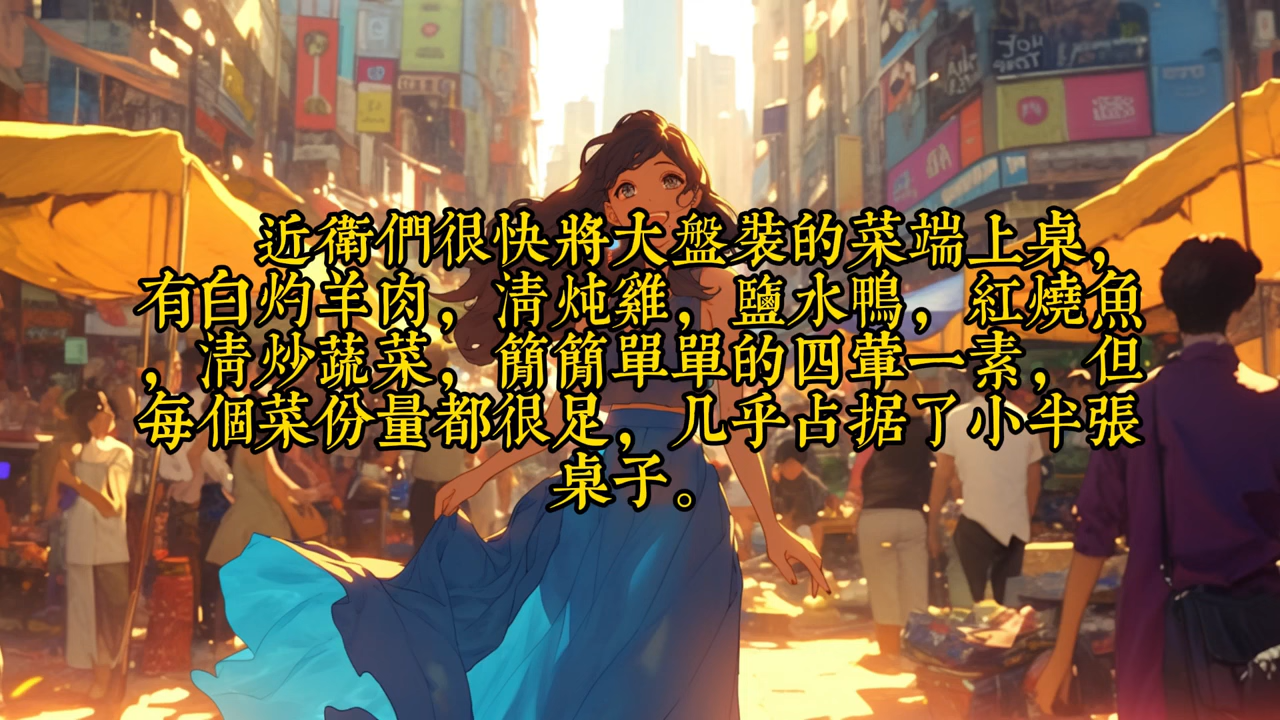 近衛們很快將大盤裝的菜端上桌，
有白灼羊肉，清炖雞，鹽水鴨，紅燒魚
，清炒蔬菜，簡簡單單的四葷一素，但
每個菜份量都很足，几乎占据了小半張
桌子。